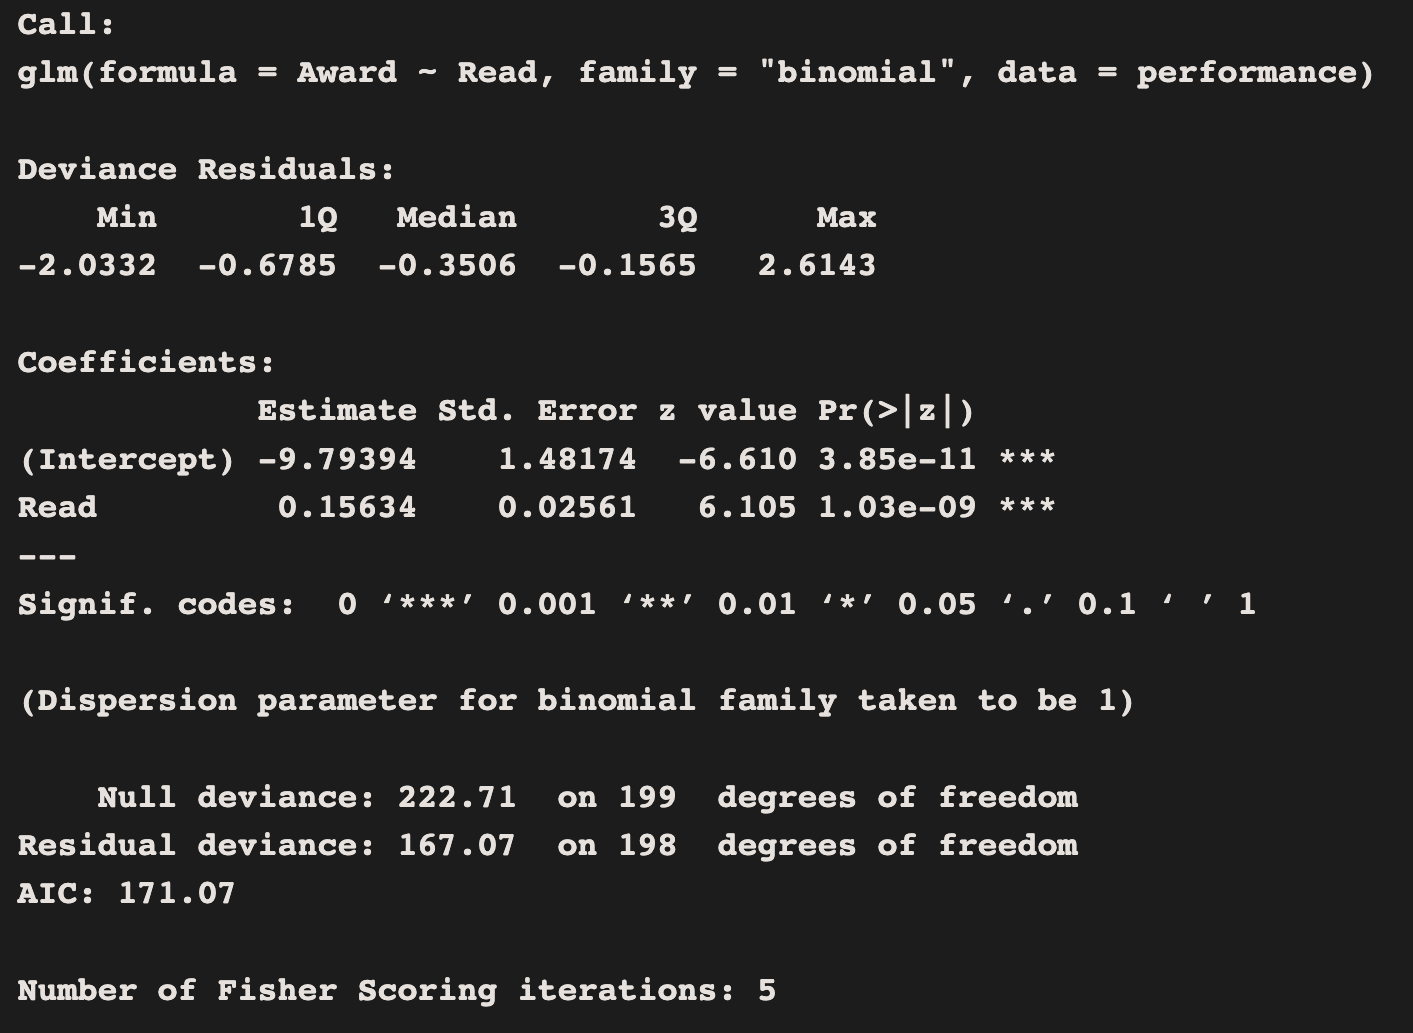 Call:
glm(formula = Award ~ Read, family = "binomial", data = performance)
Deviance Residuals:
    Min       1Q   Median       3Q      Max
-2.0332  -0.6785  -0.3506  -0.1565   2.6143
Coefficients:
            Estimate Std. Error z value Pr(>|z|)
(Intercept) -9.79394    1.48174  -6.610 3.85e-11 ***
Read         0.15634    0.02561   6.105 1.03e-09 ***
---
Signif. codes:  0 ‘***’ 0.001 ‘**’ 0.01 ‘*’ 0.05 ‘.’ 0.1 ‘ ’ 1
(Dispersion parameter for binomial family taken to be 1)
    Null deviance: 222.71  on 199  degrees of freedom
Residual deviance: 167.07  on 198  degrees of freedom
AIC: 171.07
Number of Fisher Scoring iterations: 5